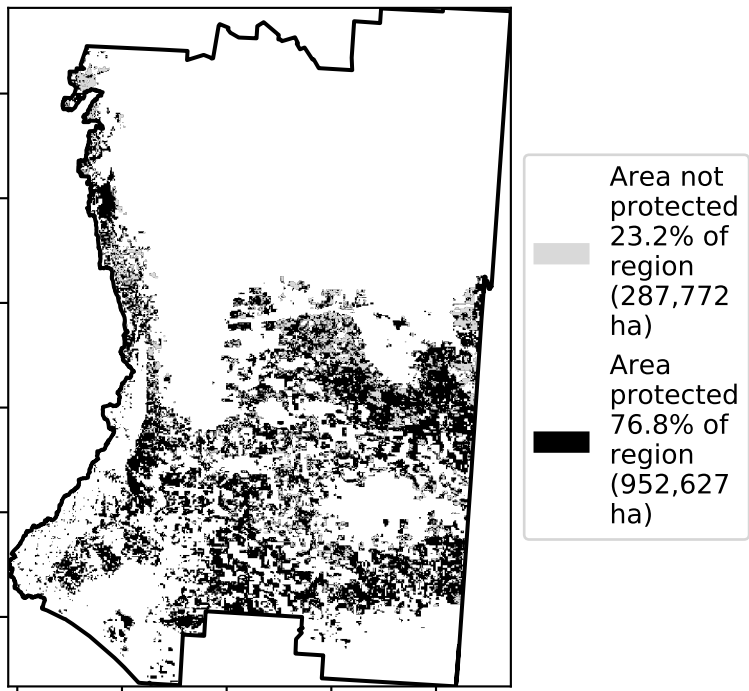 Area not
protected
23.2% of
region
(287,772
ha)
Area
protected
76.8% of
region
(952,627
ha)